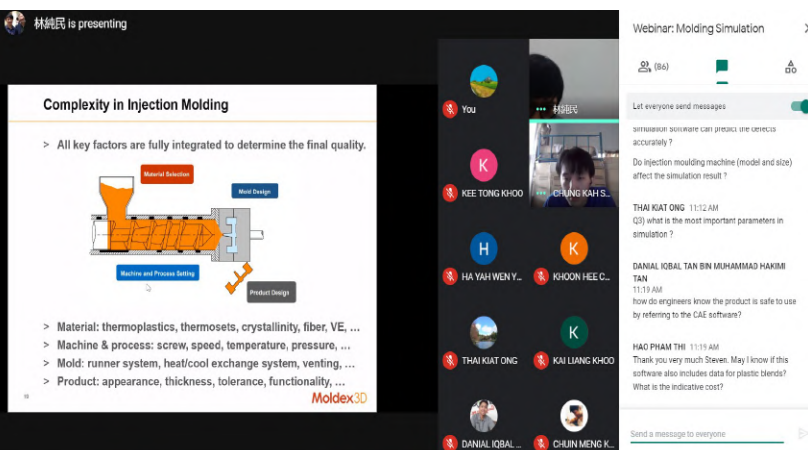 林純民 is presenting
Complexity in Injection Molding
> All key factors are fully integrated to determine the final quality.
Material Selection
Mold Design
Machine and Process Setting
Product Design
> Material: thermoplastics, thermosets, crystallinity, fiber, VE, ...
> Machine & process: screw, speed, temperature, pressure, ...
> Mold: runner system, heat/cool exchange system, venting, ...
> Product: appearance, thickness, tolerance, functionality, ...
Moldex3D
You
林純民
K
KEE TONG KHOO
CHUNG KAH S...
H
HA YAH WEN Y...
K
KHOON HEE C...
THAI KIAT ONG
K
KAI LIANG KHOO
DANIAL IQBAL ...
CHUIN MENG K...
Webinar: Molding Simulation
(86)
Let everyone send messages
simulation software can predict the defects
accurately ?
Do injection moulding machine (model and size)
affect the simulation result ?
THAI KIAT ONG 11:12 AM
Q3) what is the most important parameters in
simulation ?
DANIAL IQBAL TAN BIN MUHAMMAD HAKIMI
TAN
11:19 AM
how do engineers know the product is safe to use
by referring to the CAE software?
HAO PHAM THI 11:19 AM
Thank you very much Steven. May I know if this
software also includes data for plastic blends?
What is the indicative cost?
Send a message to everyone